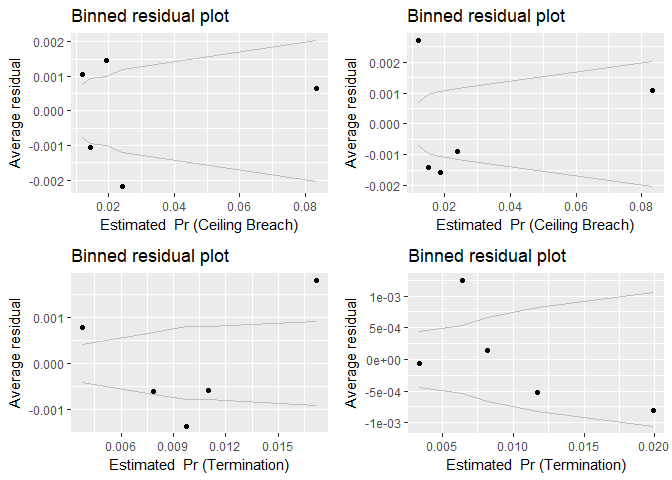 Binned residual plot
0.002
0.001
0.000
-0.001
-0.002
Average residual
0.02 0.04 0.06 0.08
Estimated Pr (Ceiling Breach)
Binned residual plot
0.002
0.001
0.000
-0.001
-0.002
Average residual
0.02 0.04 0.06 0.08
Estimated Pr (Ceiling Breach)
Binned residual plot
0.001
0.000
-0.001
Average residual
0.006 0.009 0.012 0.015
Estimated Pr (Termination)
Binned residual plot
1e-03
5e-04
0e+00
-5e-04
-1e-03
Average residual
0.005 0.010 0.015 0.020
Estimated Pr (Termination)